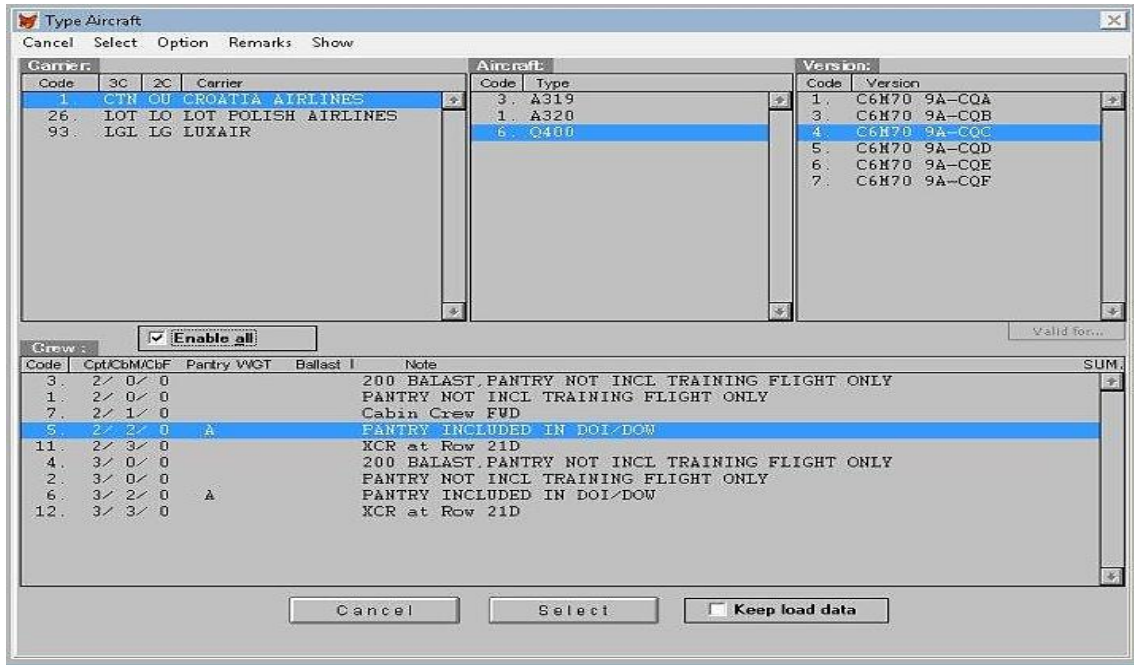 Type Aircraft
Cancel Select Option Remarks Show
Carrier: Aircraft: Version:
Code 3C 2C Carrier Code Type Code Version
1. CTN OU CROATIA AIRLINES 3. A319 1. C6M70 9A-CQA
26. LOT LO LOT POLISH AIRLINES 1. A320 3. C6M70 9A-CQB
93. LGL LG LUXAIR 6. Q400 4. C6M70 9A-CQC
5. C6M70 9A-CQD
6. C6M70 9A-CQE
7. C6M70 9A-CQF
Enable all Valid for...
Crew :
Code Cpt/CbM/CbF Pantry WGT Ballast I Note SUM.
3. 2/ 0/ 0 200 BALAST,PANTRY NOT INCL TRAINING FLIGHT ONLY
1. 2/ 0/ 0 PANTRY NOT INCL TRAINING FLIGHT ONLY
7. 2/ 1/ 0 Cabin Crew FWD
5. 2/ 2/ 0 A PANTRY INCLUDED IN DOI/DOW
11. 2/ 3/ 0 XCR at Row 21D
4. 3/ 0/ 0 200 BALAST,PANTRY NOT INCL TRAINING FLIGHT ONLY
2. 3/ 0/ 0 PANTRY NOT INCL TRAINING FLIGHT ONLY
6. 3/ 2/ 0 A PANTRY INCLUDED IN DOI/DOW
12. 3/ 3/ 0 XCR at Row 21D
Cancel Select Keep load data